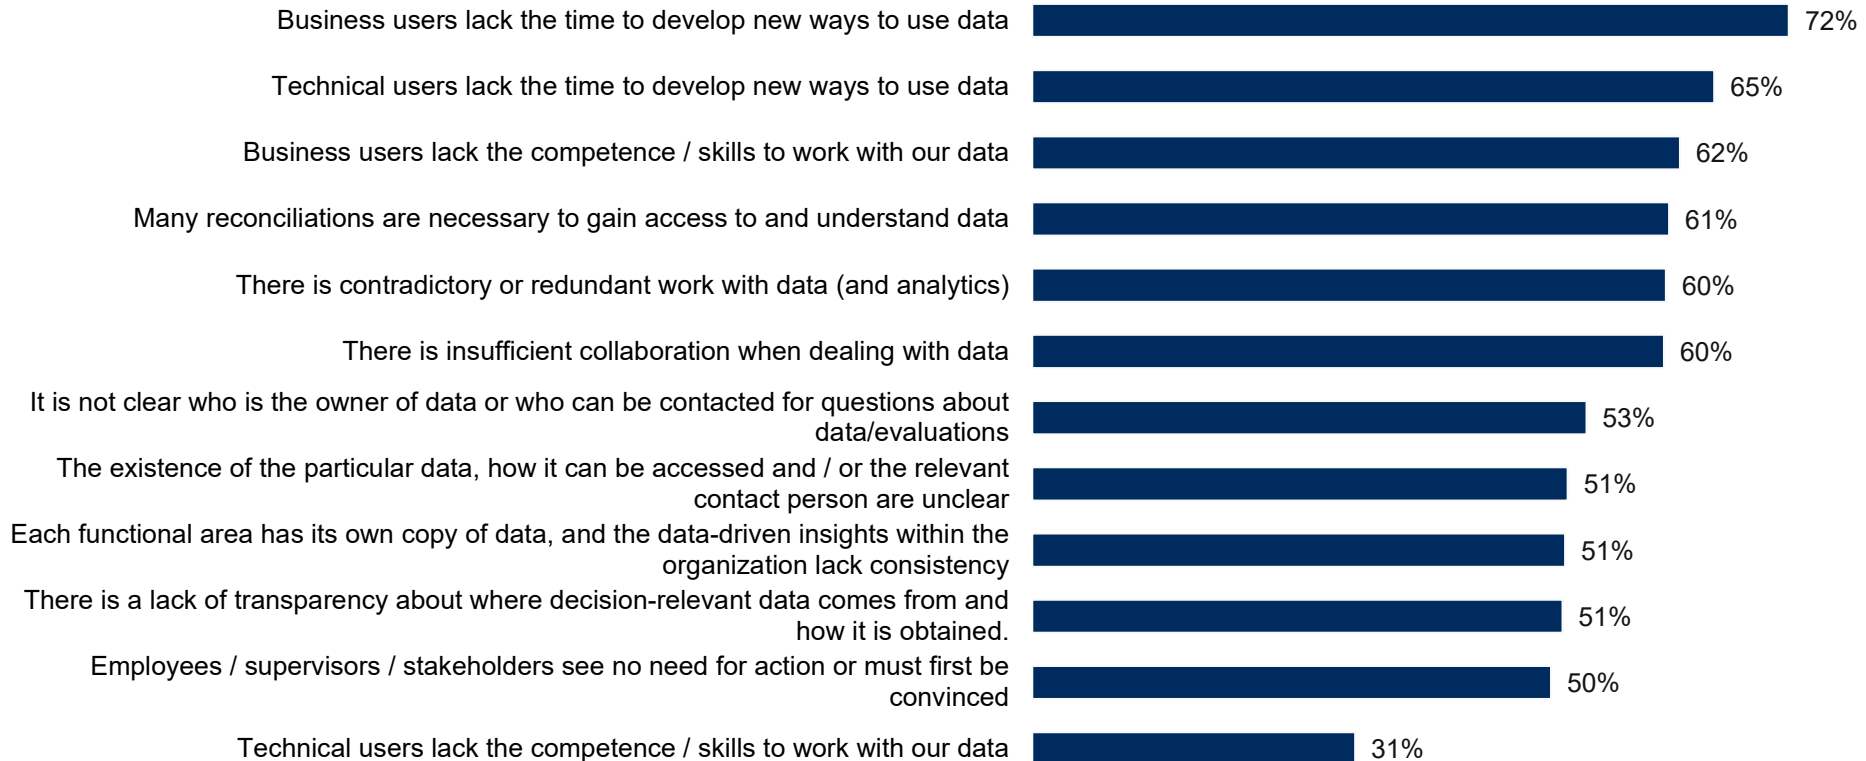 Business users lack the time to develop new ways to use data 72%
Technical users lack the time to develop new ways to use data 65%
Business users lack the competence / skills to work with our data 62%
Many reconciliations are necessary to gain access to and understand data 61%
There is contradictory or redundant work with data (and analytics) 60%
There is insufficient collaboration when dealing with data 60%
It is not clear who is the owner of data or who can be contacted for questions about
data/evaluations 53%
The existence of the particular data, how it can be accessed and / or the relevant
contact person are unclear 51%
Each functional area has its own copy of data, and the data-driven insights within the
organization lack consistency 51%
There is a lack of transparency about where decision-relevant data comes from and
how it is obtained. 51%
Employees / supervisors / stakeholders see no need for action or must first be
convinced 50%
Technical users lack the competence / skills to work with our data 31%